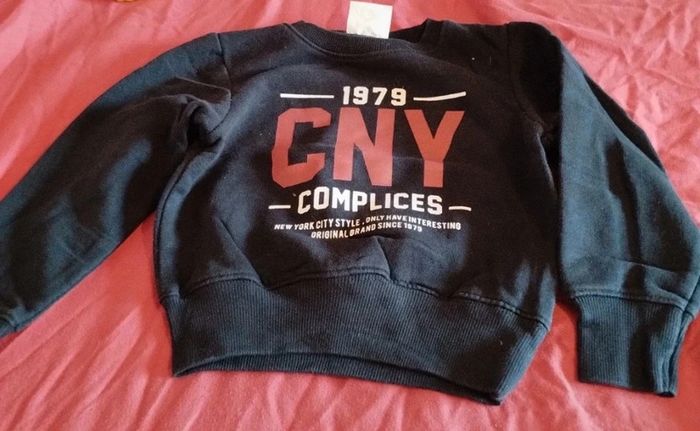 1979
CNY
COMPLICES
NEW YORK CITY STYLE , ONLY HAVE INTERESTING
ORIGINAL BRAND SINCE 1979